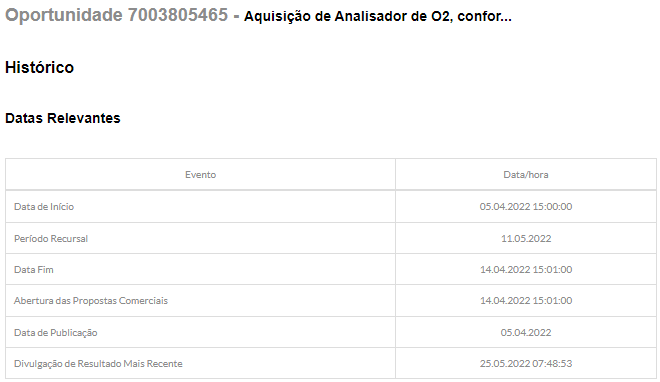 Oportunidade 7003805465 - Aquisição de Analisador de O2, confor...
Histórico
Datas Relevantes
Evento Data/hora
Data de Início 05.04.2022 15:00:00
Período Recursal 11.05.2022
Data Fim 14.04.2022 15:01:00
Abertura das Propostas Comerciais 14.04.2022 15:01:00
Data de Publicação 05.04.2022
Divulgação de Resultado Mais Recente 25.05.2022 07:48:53